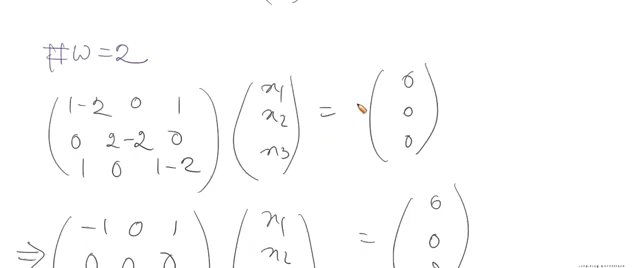 # W = 2
( 1-2 0 1 ) ( x1 ) = ( 0 )
( 0 2-2 0 ) ( x2 ) ( 0 )
( 1 0 1-2 ) ( x3 ) ( 0 )
⇒ ( -1 0 1 ) ( x1 ) = ( 0 )
( 0 0 0 ) ( x2 ) ( 0 )